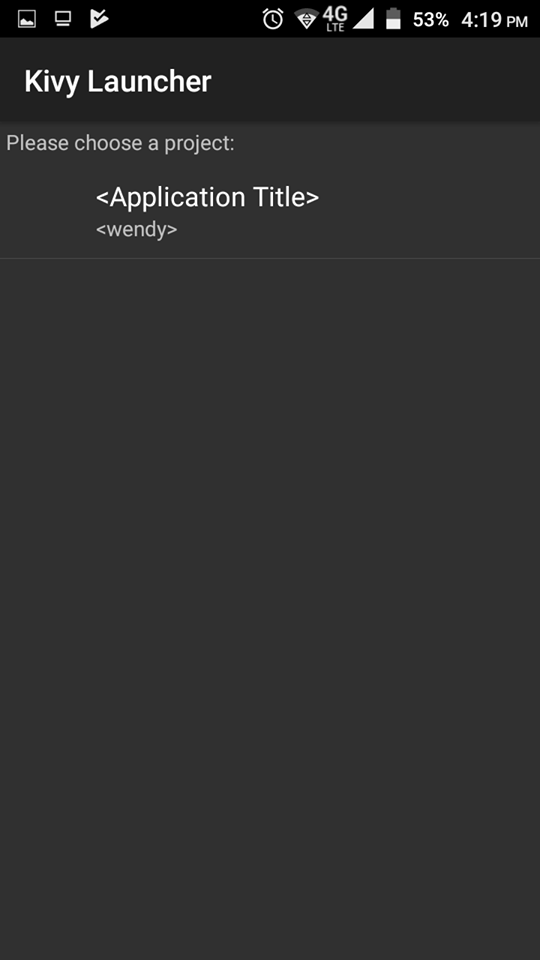 4G
LTE
53% 4:19 PM
Kivy Launcher
Please choose a project:
<Application Title>
<wendy>